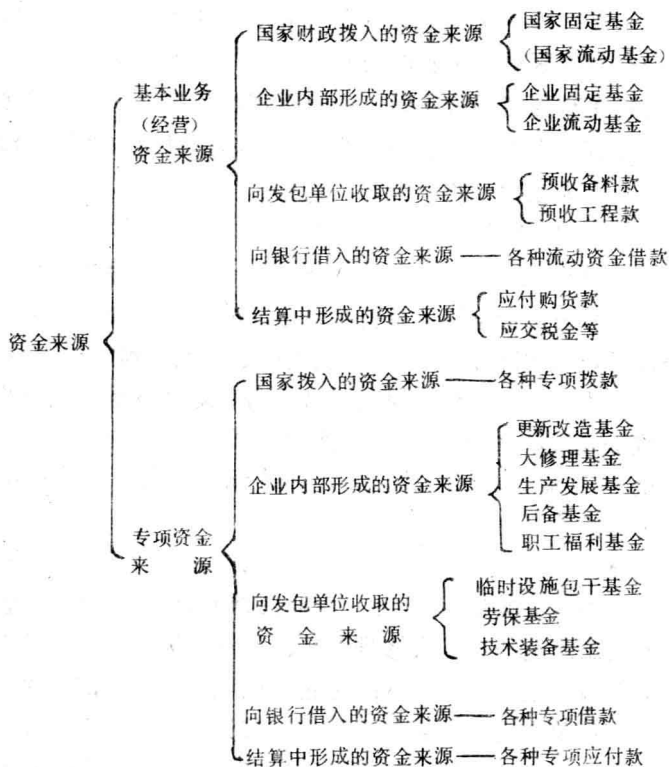 国家财政拨入的资金来源
国家固定基金
(国家流动基金)
基本业务
(经营)
资金来源
企业内部形成的资金来源
企业固定基金
企业流动基金
向发包单位收取的资金来源
预收备料款
预收工程款
向银行借入的资金来源——各种流动资金借款
结算中形成的资金来源
应付购货款
应交税金等
资金来源
国家拨入的资金来源——各种专项拨款
企业内部形成的资金来源
更新改造基金
大修理基金
生产发展基金
后备基金
职工福利基金
专项资金
来 源
向发包单位收取的
资 金 来 源
临时设施包干基金
劳保基金
技术装备基金
向银行借入的资金来源——各种专项借款
结算中形成的资金来源——各种专项应付款